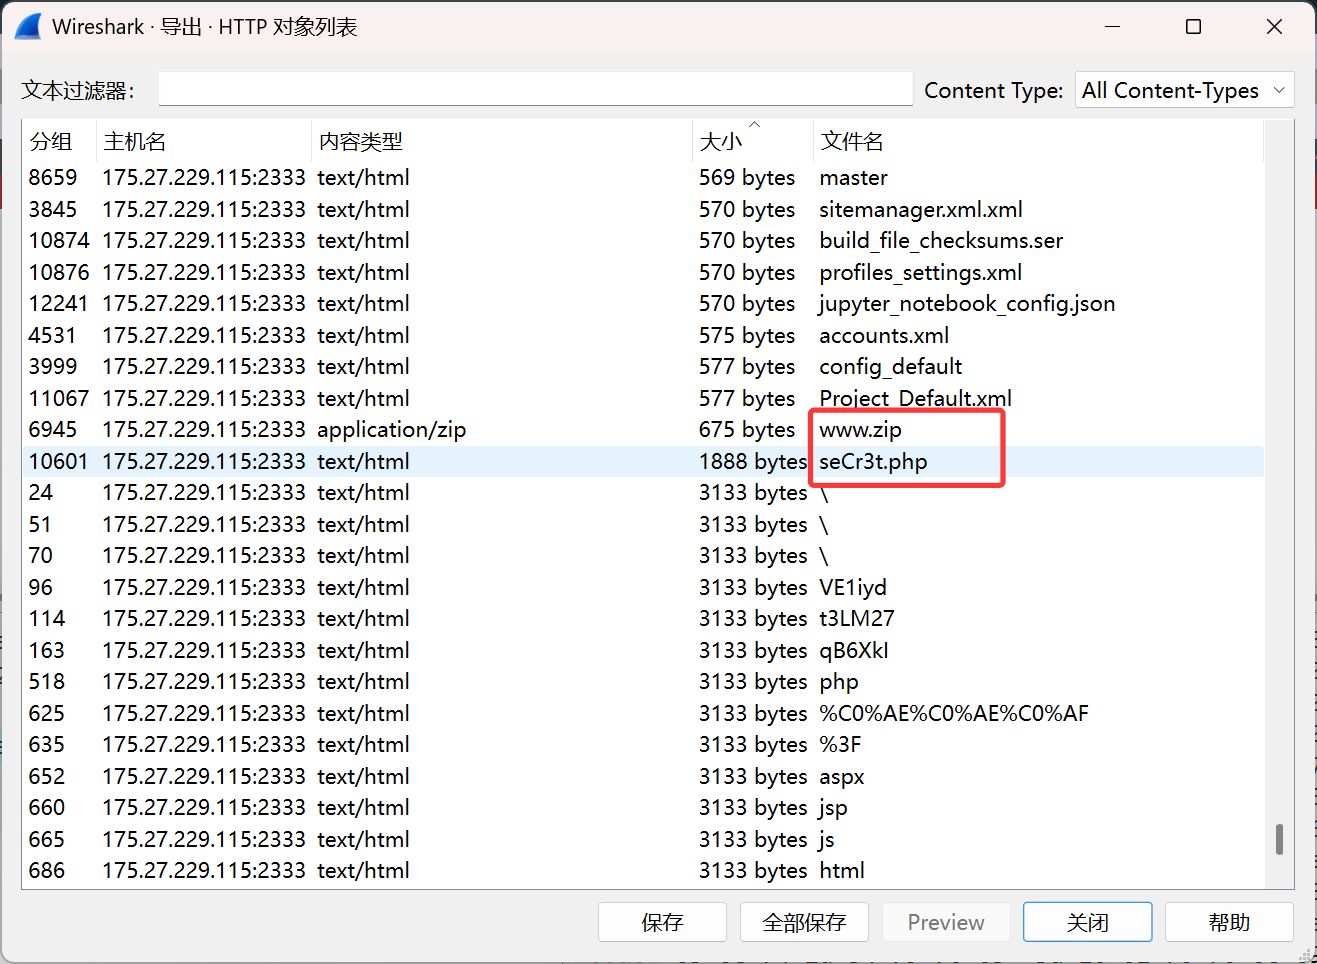 Wireshark · 导出 · HTTP 对象列表
文本过滤器： Content Type: All Content-Types
分组 主机名 内容类型 大小 文件名
8659 175.27.229.115:2333 text/html 569 bytes master
3845 175.27.229.115:2333 text/html 570 bytes sitemanager.xml.xml
10874 175.27.229.115:2333 text/html 570 bytes build_file_checksums.ser
10876 175.27.229.115:2333 text/html 570 bytes profiles_settings.xml
12241 175.27.229.115:2333 text/html 570 bytes jupyter_notebook_config.json
4531 175.27.229.115:2333 text/html 575 bytes accounts.xml
3999 175.27.229.115:2333 text/html 577 bytes config_default
11067 175.27.229.115:2333 text/html 577 bytes Project_Default.xml
6945 175.27.229.115:2333 application/zip 675 bytes www.zip
10601 175.27.229.115:2333 text/html 1888 bytes seCr3t.php
24 175.27.229.115:2333 text/html 3133 bytes \
51 175.27.229.115:2333 text/html 3133 bytes \
70 175.27.229.115:2333 text/html 3133 bytes \
96 175.27.229.115:2333 text/html 3133 bytes VE1iyd
114 175.27.229.115:2333 text/html 3133 bytes t3LM27
163 175.27.229.115:2333 text/html 3133 bytes qB6XkI
518 175.27.229.115:2333 text/html 3133 bytes php
625 175.27.229.115:2333 text/html 3133 bytes %C0%AE%C0%AE%C0%AF
635 175.27.229.115:2333 text/html 3133 bytes %3F
652 175.27.229.115:2333 text/html 3133 bytes aspx
660 175.27.229.115:2333 text/html 3133 bytes jsp
665 175.27.229.115:2333 text/html 3133 bytes js
686 175.27.229.115:2333 text/html 3133 bytes html
保存 全部保存 Preview 关闭 帮助